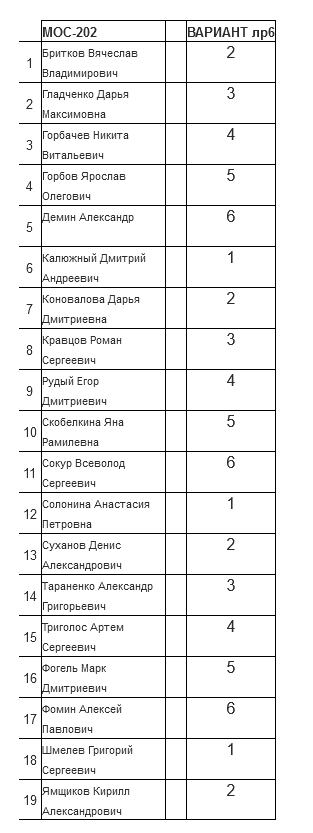 МОС-202 ВАРИАНТ лр6
1 Бритков Вячеслав 2
Владимирович
2 Гладченко Дарья 3
Максимовна
3 Горбачев Никита 4
Витальевич
4 Горбов Ярослав 5
Олегович
5 Демин Александр 6
6 Калюжный Дмитрий 1
Андреевич
7 Коновалова Дарья 2
Дмитриевна
8 Кравцов Роман 3
Сергеевич
9 Рудый Егор 4
Дмитриевич
10 Скобелкина Яна 5
Рамилевна
11 Сокур Всеволод 6
Сергеевич
12 Солонина Анастасия 1
Петровна
13 Суханов Денис 2
Александрович
14 Тараненко Александр 3
Григорьевич
15 Триголос Артем 4
Сергеевич
16 Фогель Марк 5
Дмитриевич
17 Фомин Алексей 6
Павлович
18 Шмелев Григорий 1
Сергеевич
19 Ямщиков Кирилл 2
Александрович